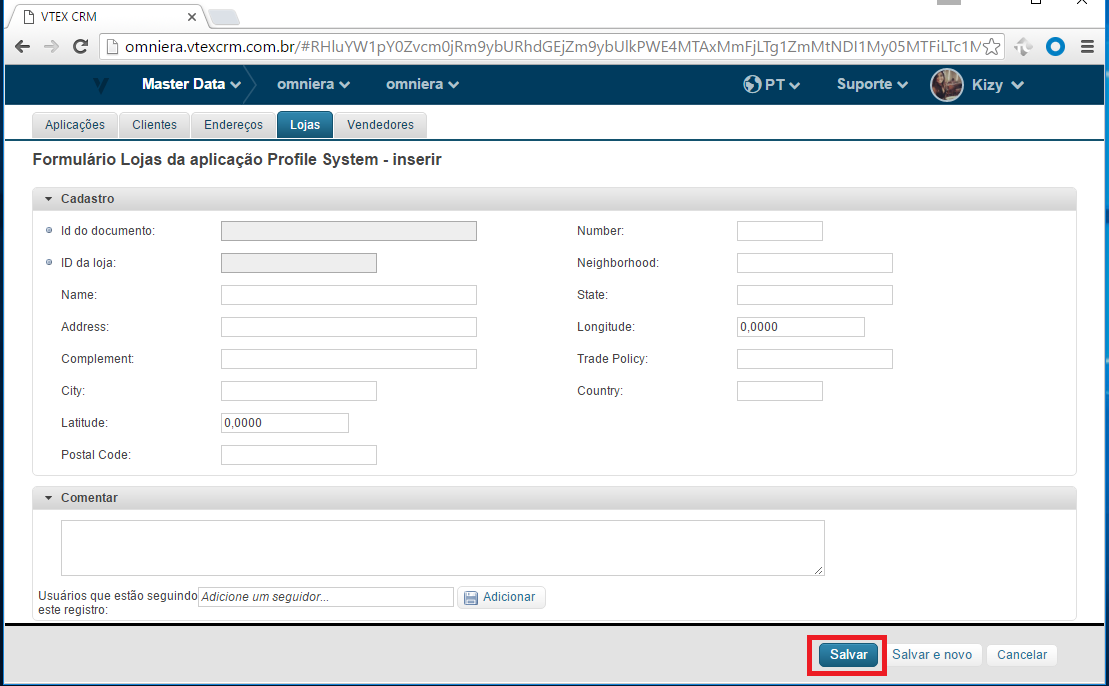 VTEX CRM
omniera.vtexcrm.com.br/#RHluYW1pY0Zvcm0jRm9ybURhdGEjZm9ybUlkPWE4MTAxMmFjLTg1ZmMtNDI1My05MTFiLTc1M
Master Data omniera omniera PT Suporte Kizy
Aplicações Clientes Endereços Lojas Vendedores
Formulário Lojas da aplicação Profile System - inserir
Cadastro
Id do documento: Number:
ID da loja: Neighborhood:
Name: State:
Address: Longitude: 0,0000
Complement: Trade Policy:
City: Country:
Latitude: 0,0000
Postal Code:
Comentar
Usuários que estão seguindo Adicione um seguidor... Adicionar
este registro:
Salvar Salvar e novo Cancelar